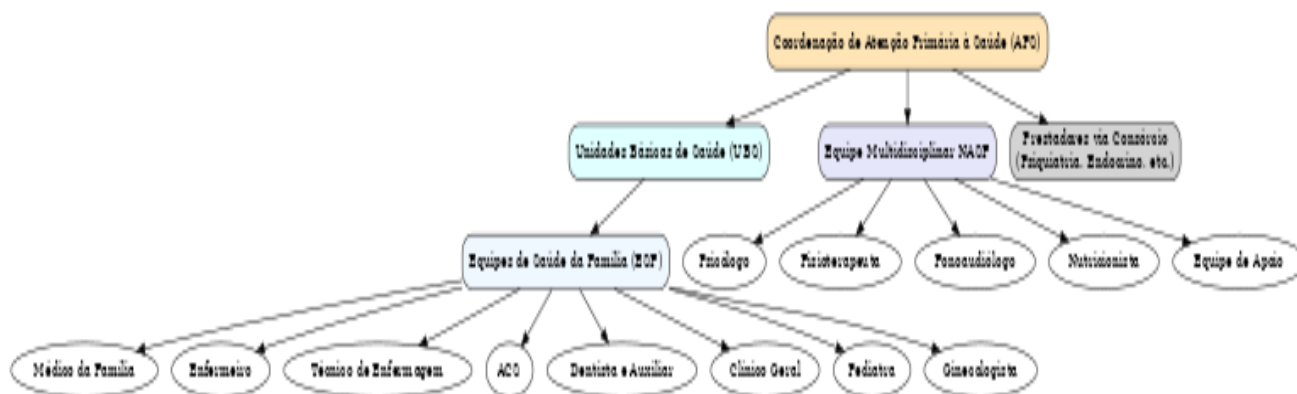 Coordenação de Atenção Primária à Saúde (APS)
Unidades Básicas de Saúde (UBS)
Equipe Multidisciplinar NASF
Prestadores via Consórcio
(Psiquiatria, Endocrino, etc.)
Equipes de Saúde da Família (ESF)
Psicólogo
Fisioterapeuta
Fonoaudiólogo
Nutricionista
Equipe de Apoio
Médico da Família
Enfermeiro
Técnico de Enfermagem
ACS
Dentista e Auxiliar
Clínico Geral
Pediatra
Ginecologista